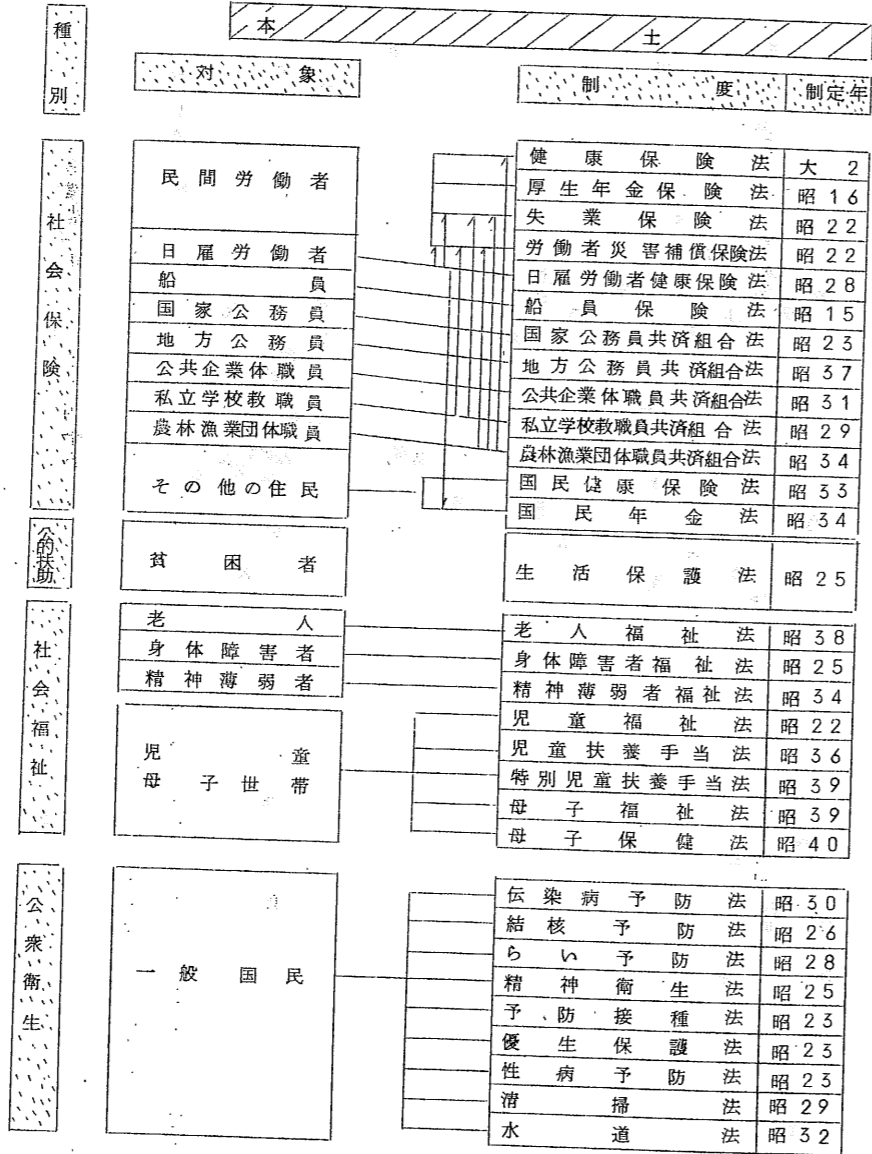 種別 本土
対象 制度 制定年
社会保険
民間労働者
日雇労働者
船員
国家公務員
地方公務員
公共企業体職員
私立学校教職員
農林漁業団体職員
その他の住民
健康保険法 大2
厚生年金保険法 昭16
失業保険法 昭22
労働者災害補償保険法 昭22
日雇労働者健康保険法 昭28
船員保険法 昭15
国家公務員共済組合法 昭23
地方公務員共済組合法 昭37
公共企業体職員共済組合法 昭31
私立学校教職員共済組合法 昭29
農林漁業団体職員共済組合法 昭34
国民健康保険法 昭33
国民年金法 昭34
公的扶助
貧困者
生活保護法 昭25
社会福祉
老人
身体障害者
精神薄弱者
児童
母子世帯
老人福祉法 昭38
身体障害者福祉法 昭25
精神薄弱者福祉法 昭34
児童福祉法 昭22
児童扶養手当法 昭36
特別児童扶養手当法 昭39
母子福祉法 昭39
母子保健法 昭40
公衆衛生
一般国民
伝染病予防法 昭30
結核予防法 昭26
らい予防法 昭28
精神衛生法 昭25
予防接種法 昭23
優生保護法 昭23
性病予防法 昭23
清掃法 昭29
水道法 昭32